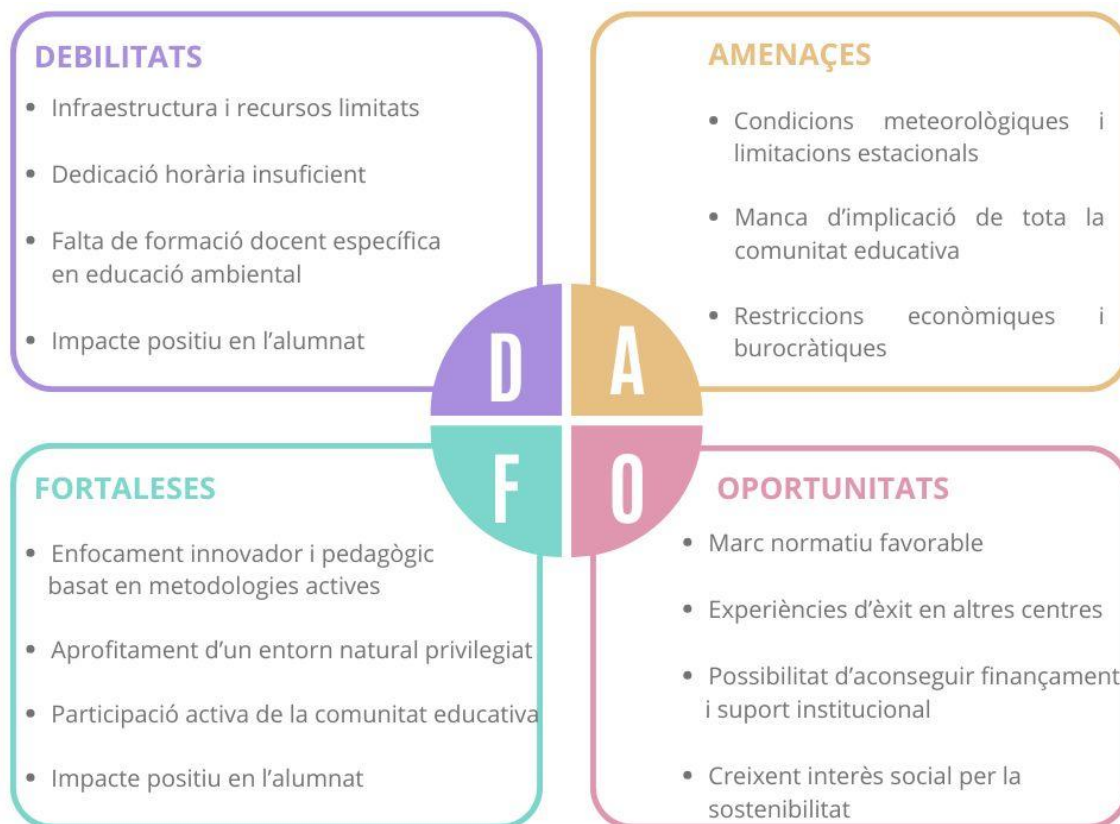 DEBILITATS
• Infraestructura i recursos limitats
• Dedicació horària insuficient
• Falta de formació docent específica
en educació ambiental
• Impacte positiu en l’alumnat
AMENAÇES
• Condicions meteorològiques i
limitacions estacionals
• Manca d’implicació de tota la
comunitat educativa
• Restriccions econòmiques i
burocràtiques
D
A
F
O
FORTALESES
• Enfocament innovador i pedagògic
basat en metodologies actives
• Aprofitament d’un entorn natural privilegiat
• Participació activa de la comunitat educativa
• Impacte positiu en l’alumnat
OPORTUNITATS
• Marc normatiu favorable
• Experiències d’èxit en altres centres
• Possibilitat d’aconseguir finançament
i suport institucional
• Creixent interès social per la
sostenibilitat